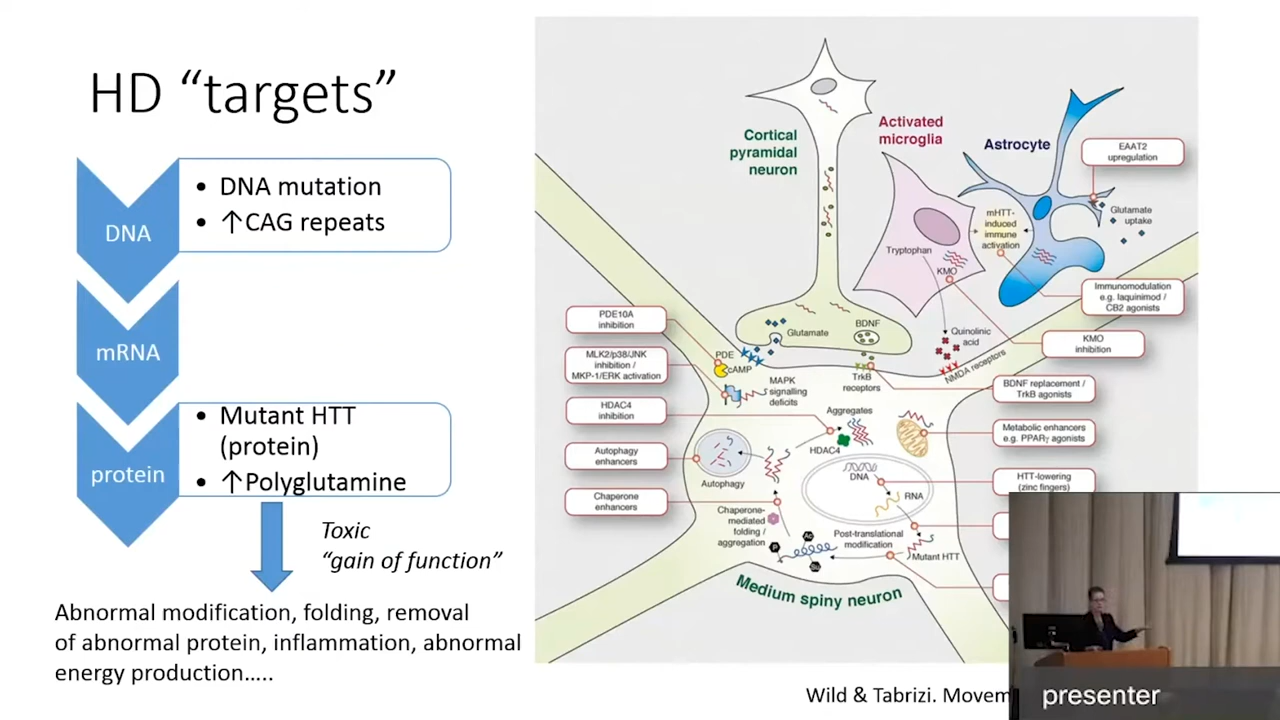 HD “targets”
DNA
• DNA mutation
• ↑CAG repeats
mRNA
protein
• Mutant HTT
(protein)
• ↑Polyglutamine
Toxic
“gain of function”
Abnormal modification, folding, removal
of abnormal protein, inflammation, abnormal
energy production…..
Cortical
pyramidal
neuron
Activated
microglia
Astrocyte
EAAT2
upregulation
Glutamate
uptake
mHTT-
induced
immune
activation
Tryptophan
KMO
Immunomodulation
e.g. laquinimod /
CB2 agonists
PDE10A
inhibition
Glutamate
BDNF
Quinolinic
acid
KMO
inhibition
MLK2/p38/JNK
inhibition /
MKP-1/ERK activation
PDE
cAMP
MAPK
signalling
deficits
TrkB
receptors
NMDA receptors
BDNF replacement /
TrkB agonists
HDAC4
inhibition
Aggregates
HDAC4
Metabolic enhancers
e.g. PPARγ agonists
Autophagy
enhancers
Autophagy
DNA
RNA
HTT-lowering
(zinc fingers)
Chaperone
enhancers
Chaperone-
mediated
folding /
aggregation
P
Ac
Post-translational
modification
Mutant HTT
Medium spiny neuron
Wild & Tabrizi. Movem
presenter